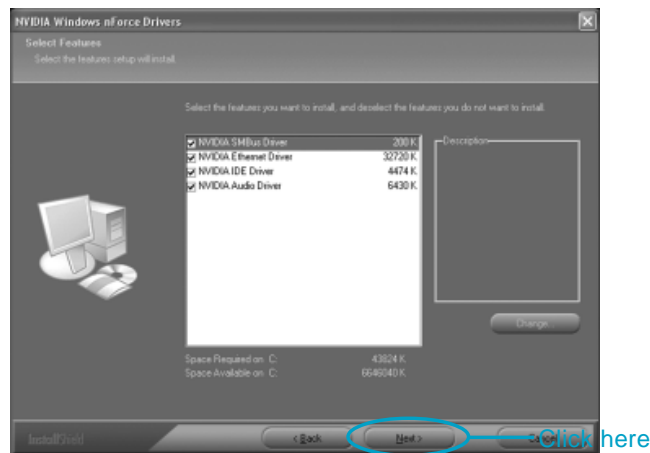 NVIDIA Windows nForce Drivers
Select Features
Select the features setup will install.
Select the features you want to install, and deselect the features you do not want to install.
NVIDIA SMBus Driver 200 K
NVIDIA Ethernet Driver 32720 K
NVIDIA IDE Driver 4474 K
NVIDIA Audio Driver 6430 K
Description
Change...
Space Required on C: 43824 K
Space Available on C: 6646040 K
InstallShield
< Back
Next >
Cancel
Click here